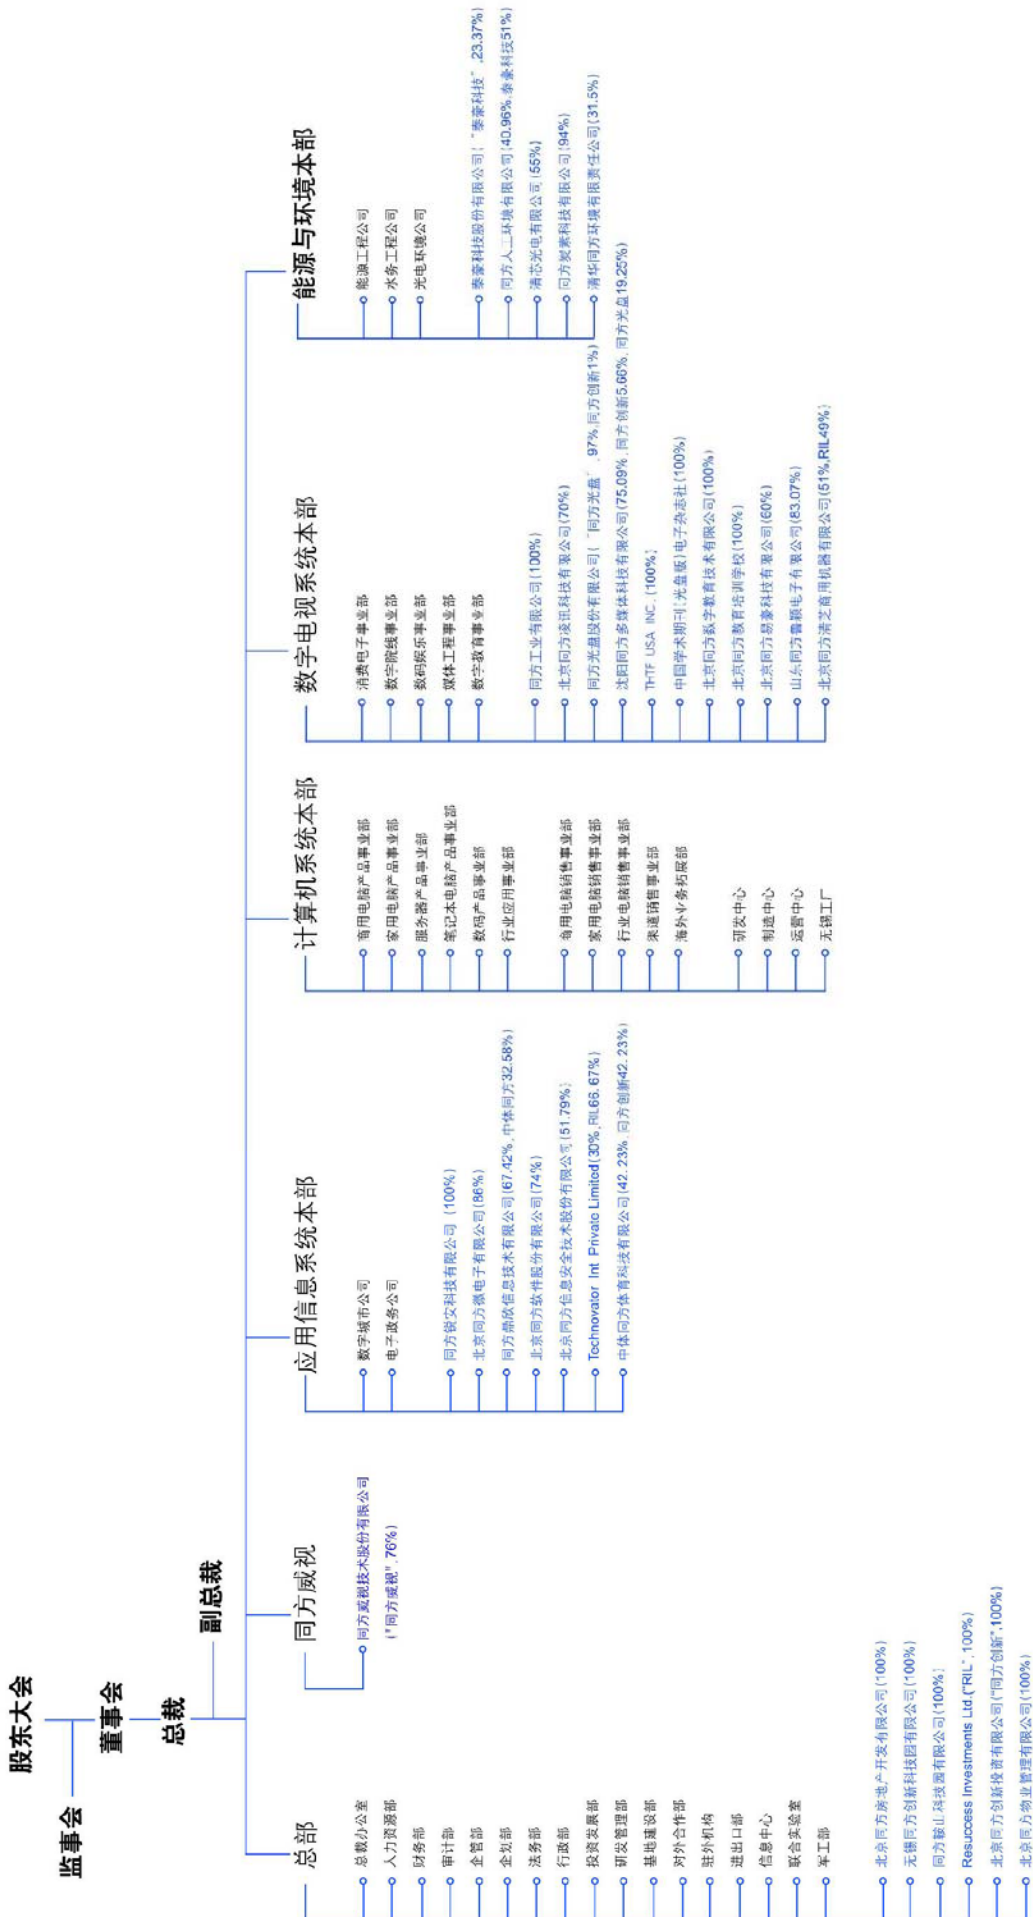 股东大会
监事会
董事会
总裁
副总裁
总部
总裁办公室
人力资源部
财务部
审计部
企管部
企划部
法务部
行政部
投资发展部
研发管理部
基地建设部
对外合作部
驻外机构
进出口部
信息中心
联合实验室
军工部
北京同方房地产开发有限公司(100%)
无锡同方创新科技园有限公司(100%)
同方鞍山科技园有限公司(100%)
Resuccess Investments Ltd.("RIL",100%)
北京同方创新投资有限公司("同方创新",100%)
北京同方物业管理有限公司(100%)
同方威视
同方威视技术股份有限公司
("同方威视",76%)
应用信息系统本部
数字城市公司
电子政务公司
同方锐安科技有限公司 (100%)
北京同方微电子有限公司(86%)
同方鼎欣信息技术有限公司(67.42%,中体同方32.58%)
北京同方软件股份有限公司(74%)
北京同方信息安全技术股份有限公司(51.79%)
Technovator Int Private Limited(30%,RIL66.67%)
中体同方体育科技有限公司(42.23%,同方创新42.23%)
计算机系统本部
商用电脑产品事业部
家用电脑产品事业部
服务器产品事业部
笔记本电脑产品事业部
数码产品事业部
行业应用事业部
商用电脑销售事业部
家用电脑销售事业部
行业电脑销售事业部
渠道销售事业部
海外业务拓展部
研发中心
制造中心
运营中心
无锡工厂
数字电视系统本部
消费电子事业部
数字院线事业部
数码娱乐事业部
媒体工程事业部
数字教育事业部
同方工业有限公司(100%)
北京同方凌讯科技有限公司(70%)
同方光盘股份有限公司("同方光盘",97%,同方创新1%)
沈阳同方多媒体科技有限公司(75.09%,同方创新5.66%,同方光盘19.25%)
THTF USA INC.(100%)
中国学术期刊(光盘版)电子杂志社(100%)
北京同方数字教育技术有限公司(100%)
北京同方教育培训学校(100%)
北京同方易豪科技有限公司(60%)
山东同方鲁颖电子有限公司(83.07%)
北京同方清芝商用机器有限公司(51%,RIL49%)
能源与环境本部
能源工程公司
水务工程公司
光电环境公司
泰豪科技股份有限公司("泰豪科技",23.37%)
同方人工环境有限公司(40.96%,泰豪科技51%)
清芯光电有限公司(55%)
同方炭素科技有限公司(94%)
清华同方环境有限责任公司(31.5%)